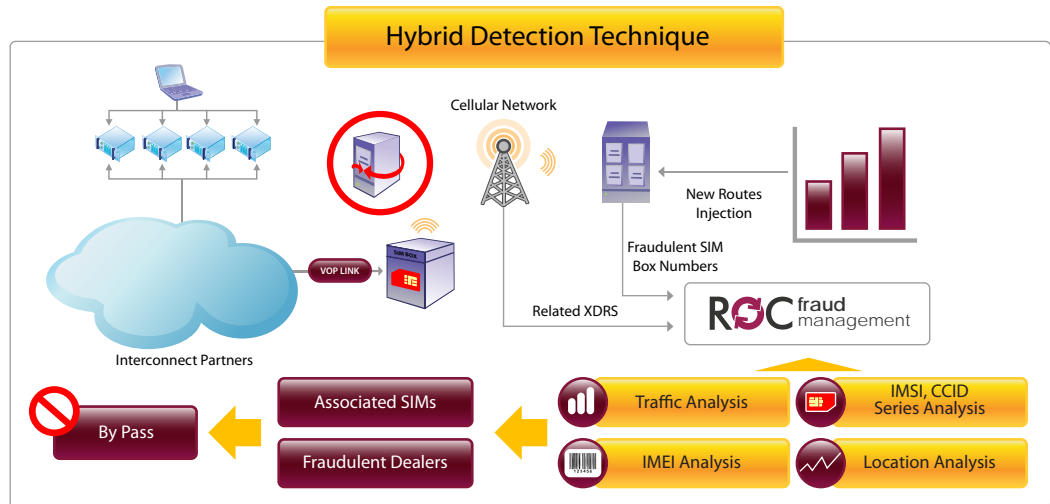 Hybrid Detection Technique
Cellular Network
New Routes
Injection
SIM BOX
VOP LINK
Fraudulent SIM
Box Numbers
Related XDRS
ROC fraud
management
Interconnect Partners
Associated SIMs
Traffic Analysis
IMSI, CCID
Series Analysis
By Pass
Fraudulent Dealers
IMEI Analysis
123456
Location Analysis